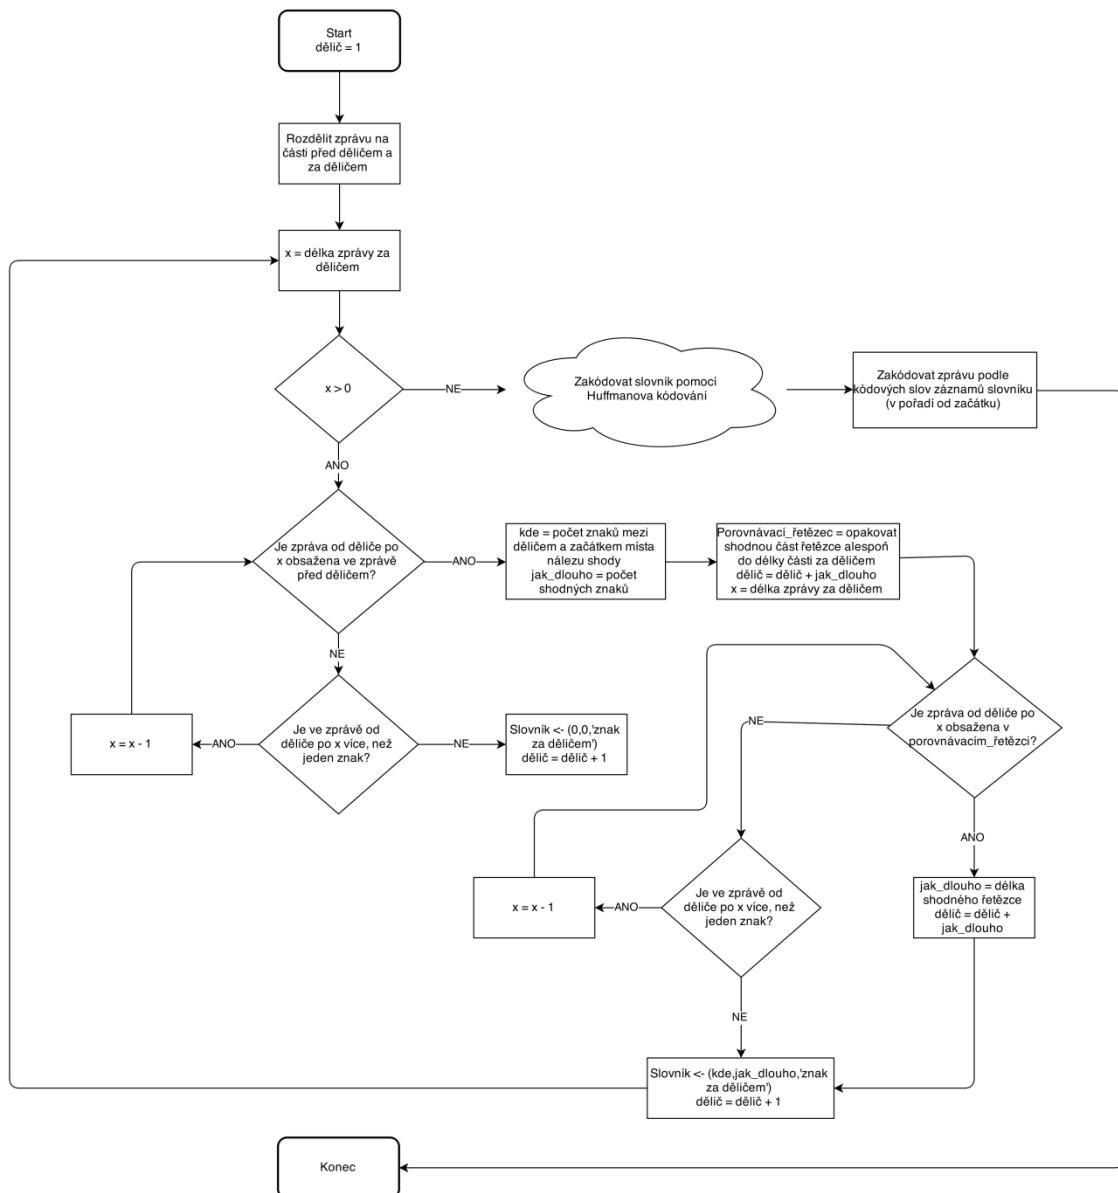 Start
dělič = 1
Rozdělit zprávu na
části před děličem a
za děličem
x = délka zprávy za
děličem
x > 0
NE
Zakódovat slovník pomocí
Huffmanova kódování
Zakódovat zprávu podle
kódových slov záznamů slovníku
(v pořadí od začátku)
ANO
Je zpráva od děliče po
x obsažena ve zprávě
před děličem?
ANO
kde = počet znaků mezi
děličem a začátkem místa
nálezu shody
jak_dlouho = počet
shodných znaků
Porovnávací_řetězec = opakovat
shodnou část řetězce alespoň
do délky části za děličem
dělič = dělič + jak_dlouho
x = délka zprávy za děličem
NE
Je ve zprávě od
děliče po x více, než
jeden znak?
ANO
x = x - 1
NE
Slovník <- (0,0,'znak
za děličem')
dělič = dělič + 1
Je zpráva od děliče po
x obsažena v
porovnávacím_řetězci?
NE
ANO
Je ve zprávě od
děliče po x více, než
jeden znak?
ANO
x = x - 1
jak_dlouho = délka
shodného řetězce
dělič = dělič +
jak_dlouho
NE
Slovník <- (kde,jak_dlouho,'znak
za děličem')
dělič = dělič + 1
Konec